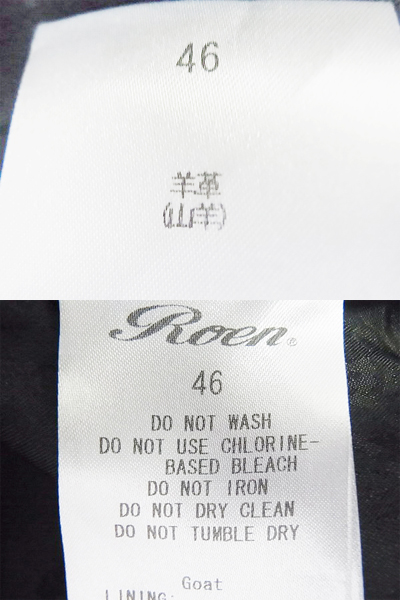 46
羊革
(山羊)
Roen®
46
DO NOT WASH
DO NOT USE CHLORINE-
BASED BLEACH
DO NOT IRON
DO NOT DRY CLEAN
DO NOT TUMBLE DRY
Goat
LINING: